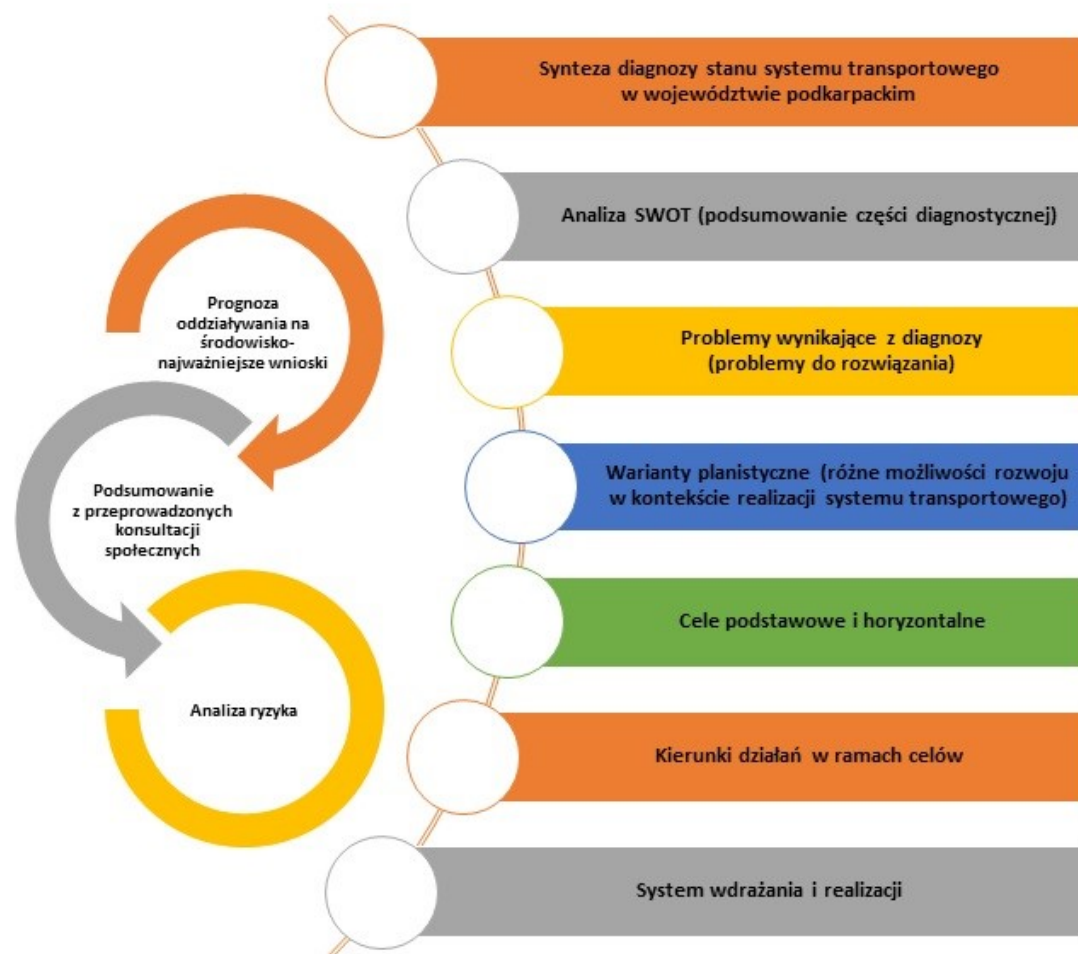 Synteza diagnozy stanu systemu transportowego
w województwie podkarpackim
Analiza SWOT (podsumowanie części diagnostycznej)
Problemy wynikające z diagnozy
(problemy do rozwiązania)
Warianty planistyczne (różne możliwości rozwoju
w kontekście realizacji systemu transportowego)
Cele podstawowe i horyzontalne
Kierunki działań w ramach celów
System wdrażania i realizacji
Prognoza
oddziaływania na
środowisko-
najważniejsze wnioski
Podsumowanie
z przeprowadzonych
konsultacji
społecznych
Analiza ryzyka